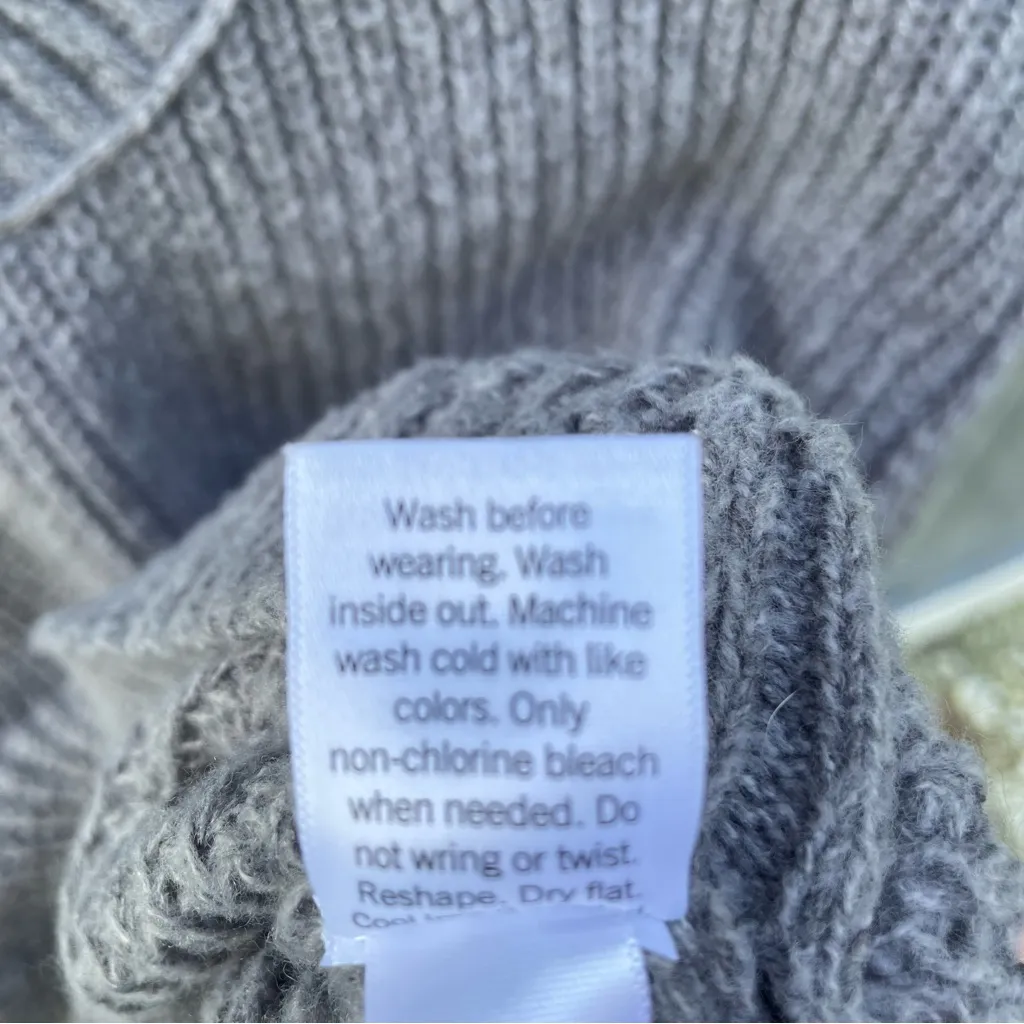 Wash before
wearing. Wash
inside out. Machine
wash cold with like
colors. Only
non-chlorine bleach
when needed. Do
not wring or twist.
Reshape. Dry flat.
Cool